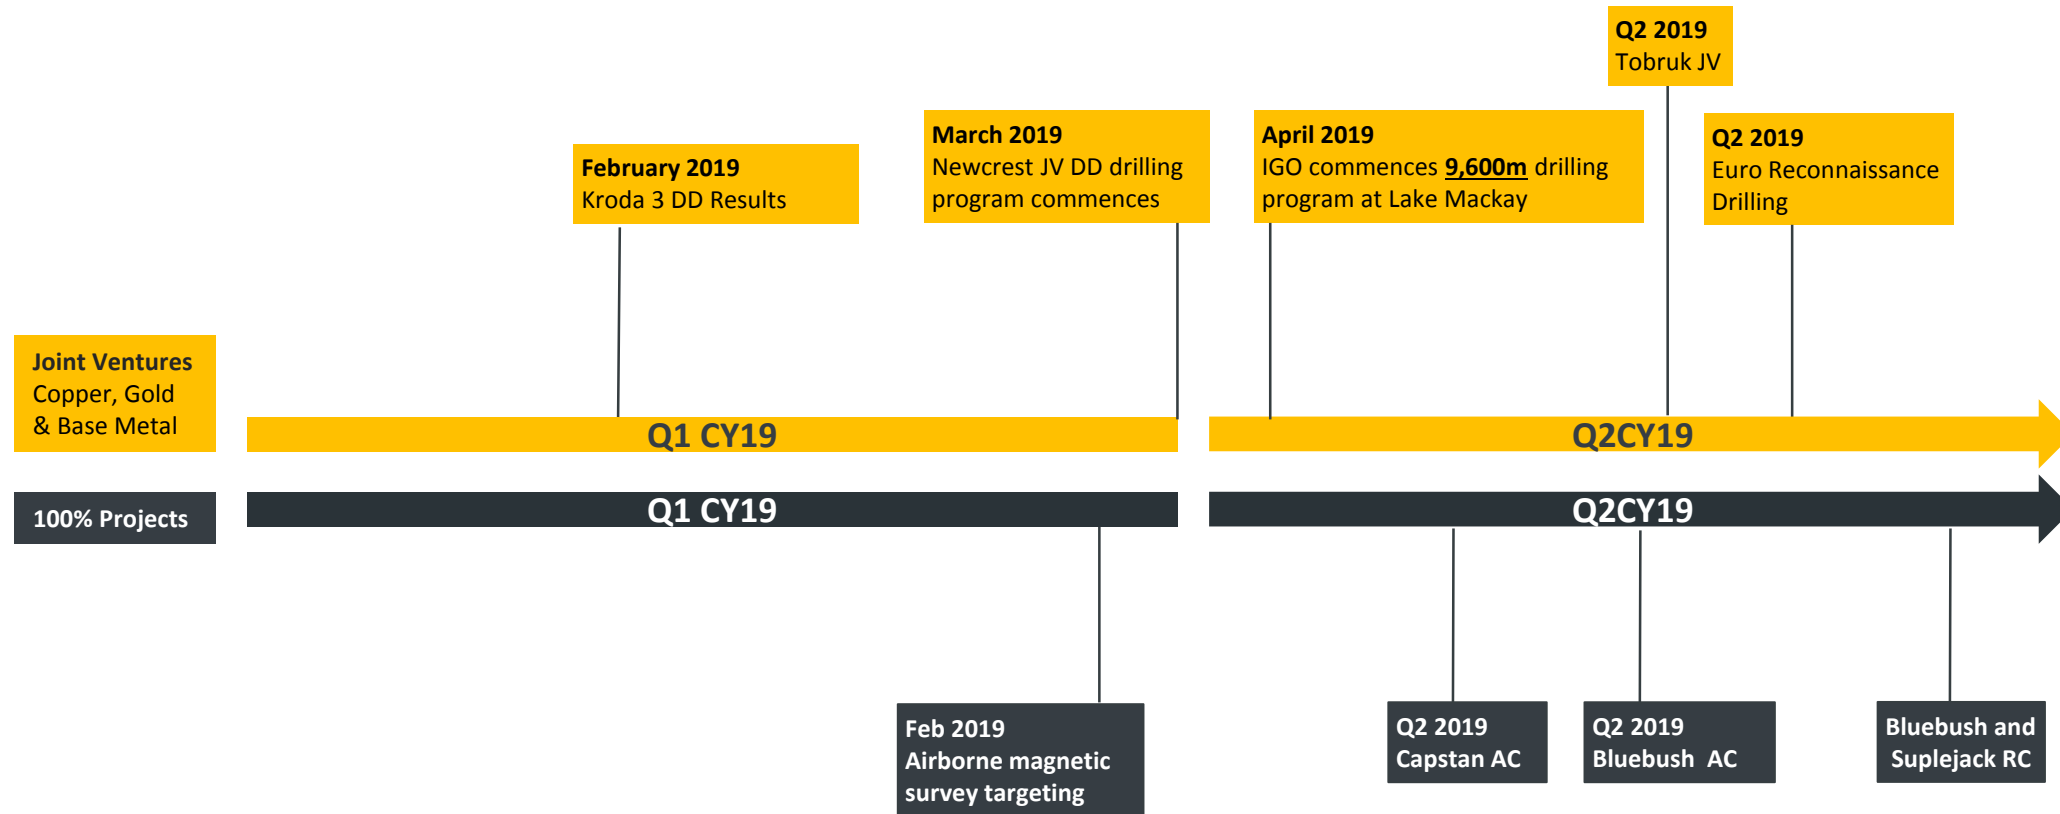 Q2 2019
Tobruk JV
February 2019
Kroda 3 DD Results
March 2019
Newcrest JV DD drilling
program commences
April 2019
IGO commences 9,600m drilling
program at Lake Mackay
Q2 2019
Euro Reconnaissance
Drilling
Joint Ventures
Copper, Gold
& Base Metal
Q1 CY19
Q2CY19
100% Projects
Q1 CY19
Q2CY19
Feb 2019
Airborne magnetic
survey targeting
Q2 2019
Capstan AC
Q2 2019
Bluebush  AC
Bluebush and
Suplejack RC